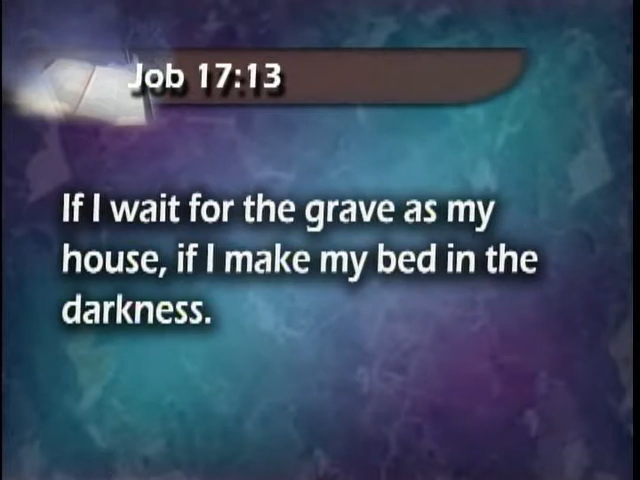 Job 17:13
If I wait for the grave as my
house, if I make my bed in the
darkness.